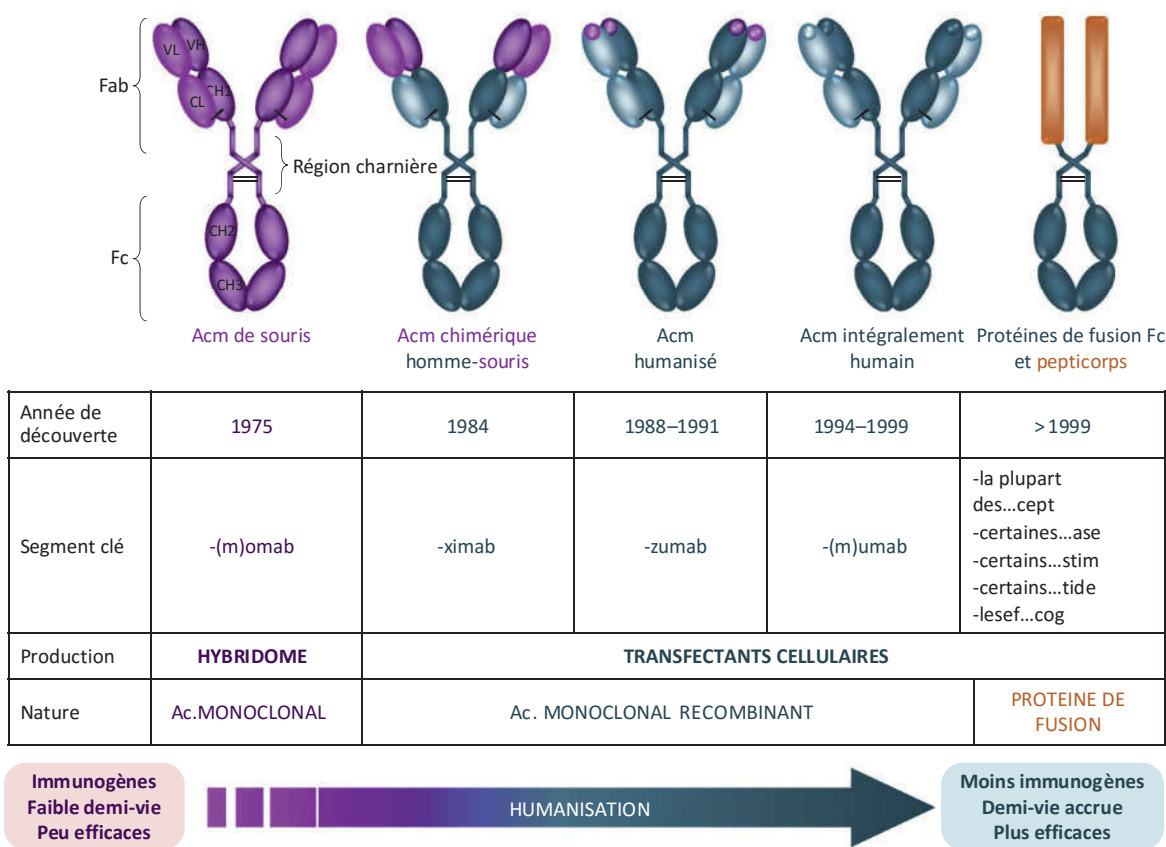 VL VH
Fab
CH1
CL
Région charnière
CH2
Fc
CH3
Acm de souris
Acm chimérique
homme-souris
Acm
humanisé
Acm intégralement
humain
Protéines de fusion Fc
et pepticorps
Année de
découverte
1975
1984
1988–1991
1994–1999
>1999
Segment clé
-(m)omab
-ximab
-zumab
-(m)umab
-la plupart
des...cept
-certaines...ase
-certains...stim
-certains...tide
-lesef...cog
Production
HYBRIDOME
TRANSFECTANTS CELLULAIRES
Nature
Ac.MONOCLONAL
Ac. MONOCLONAL RECOMBINANT
PROTEINE DE
FUSION
Immunogènes
Faible demi-vie
Peu efficaces
HUMANISATION
Moins immunogènes
Demi-vie accrue
Plus efficaces